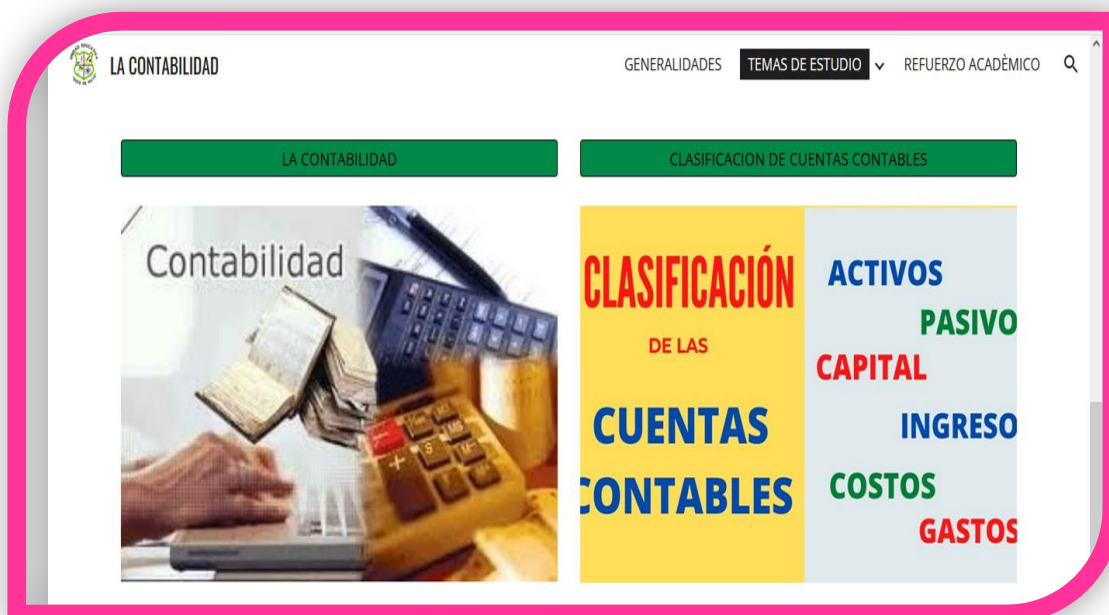 LA CONTABILIDAD
GENERALIDADES
TEMAS DE ESTUDIO
REFUERZO ACADÈMICO
LA CONTABILIDAD
CLASIFICACION DE CUENTAS CONTABLES
Contabilidad
CLASIFICACIÓN
DE LAS
CUENTAS
CONTABLES
ACTIVOS
PASIVO
CAPITAL
INGRESO
COSTOS
GASTOS